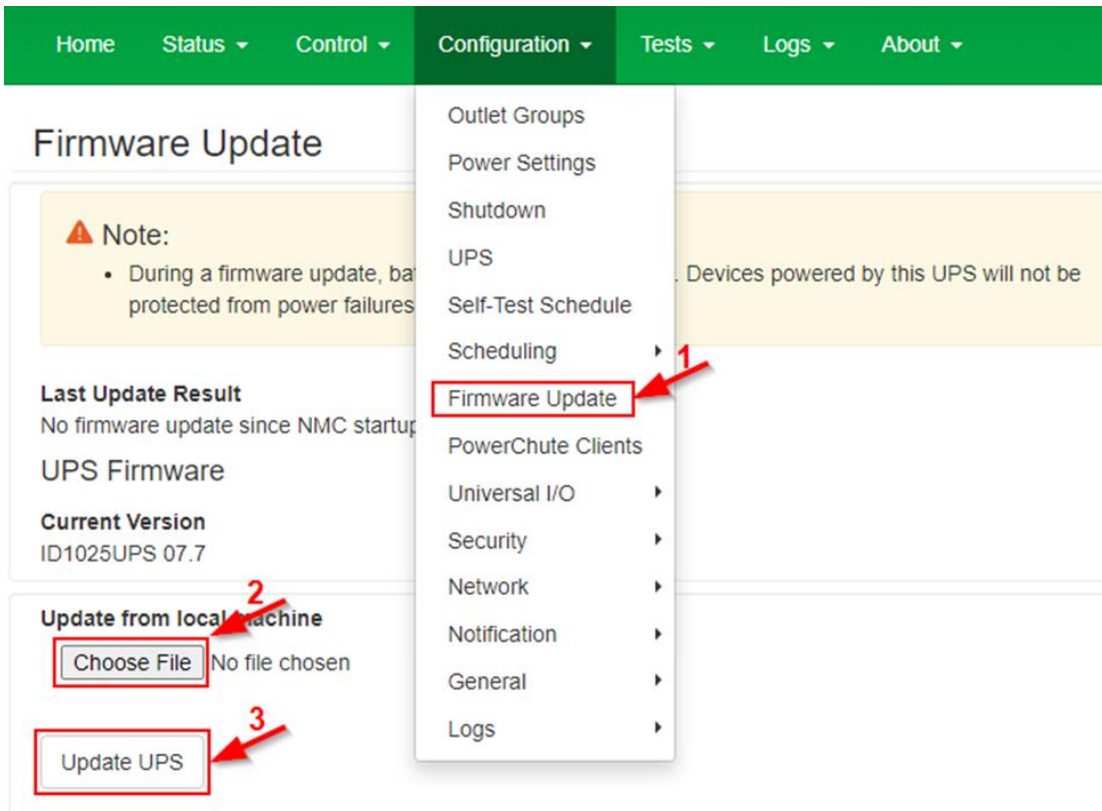 Home Status Control Configuration Tests Logs About
Firmware Update
Note:
• During a firmware update, ba
. Devices powered by this UPS will not be
protected from power failures
Last Update Result
No firmware update since NMC startup
UPS Firmware
Current Version
ID1025UPS 07.7
Update from local machine
Choose File No file chosen
Update UPS
Outlet Groups
Power Settings
Shutdown
UPS
Self-Test Schedule
Scheduling
Firmware Update
PowerChute Clients
Universal I/O
Security
Network
Notification
General
Logs
1
2
3